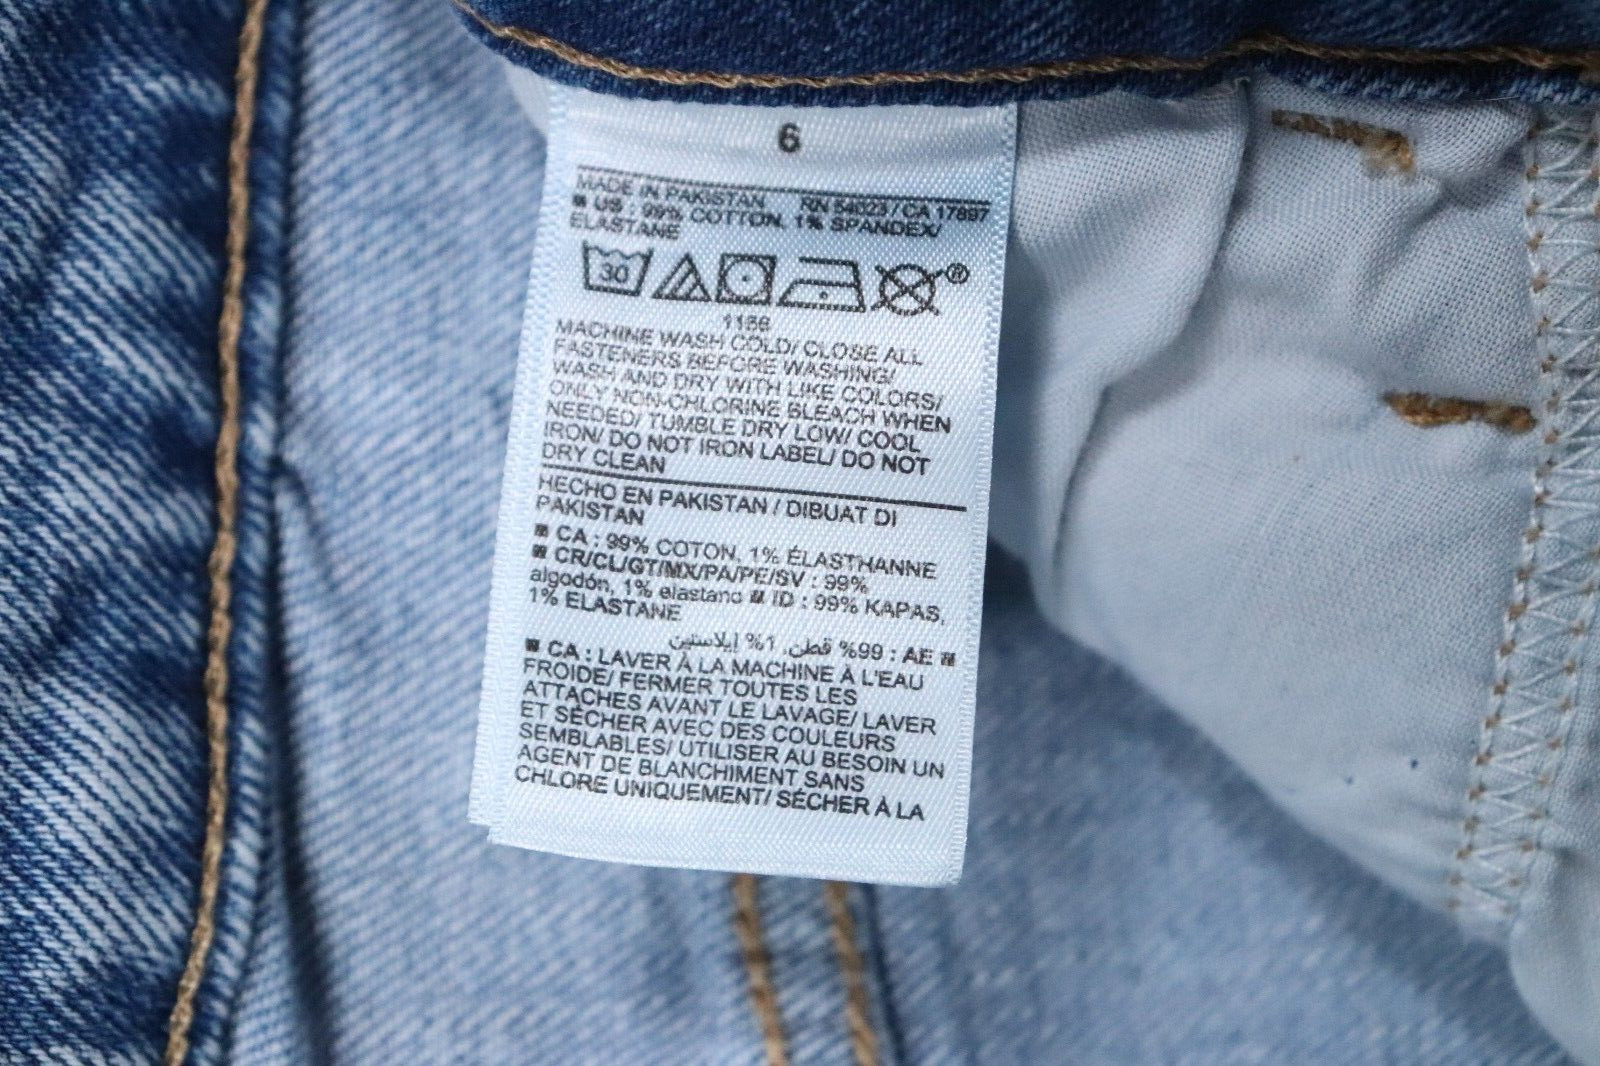 6
MADE IN PAKISTAN RN 54023 / CA 17897
US : 99% COTTON, 1% SPANDEX/
ELASTANE
30 ®
1156
MACHINE WASH COLD/ CLOSE ALL
FASTENERS BEFORE WASHING/
WASH AND DRY WITH LIKE COLORS/
ONLY NON-CHLORINE BLEACH WHEN
NEEDED/ TUMBLE DRY LOW/ COOL
IRON/ DO NOT IRON LABEL/ DO NOT
DRY CLEAN
HECHO EN PAKISTAN / DIBUAT DI
PAKISTAN
CA : 99% COTON, 1% ÉLASTHANNE
CR/CL/GT/MX/PA/PE/SV : 99%
algodón, 1% elastano ID : 99% KAPAS,
1% ELASTANE
AE : 99% قطن, 1% إيلاستين
CA : LAVER À LA MACHINE À L'EAU
FROIDE/ FERMER TOUTES LES
ATTACHES AVANT LE LAVAGE/ LAVER
ET SÉCHER AVEC DES COULEURS
SEMBLABLES/ UTILISER AU BESOIN UN
AGENT DE BLANCHIMENT SANS
CHLORE UNIQUEMENT/ SÉCHER À LA